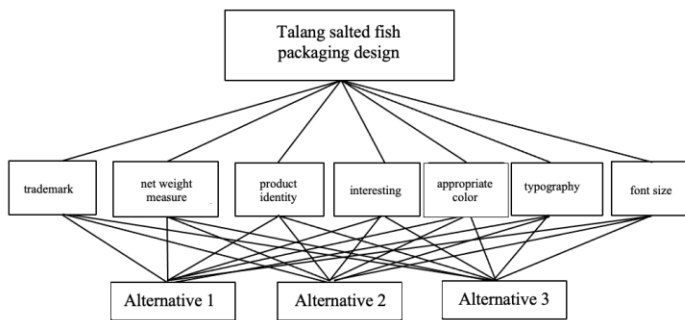 Talang salted fish
packaging design
trademark
net weight
measure
product
identity
interesting
appropriate
color
typography
font size
Alternative 1
Alternative 2
Alternative 3